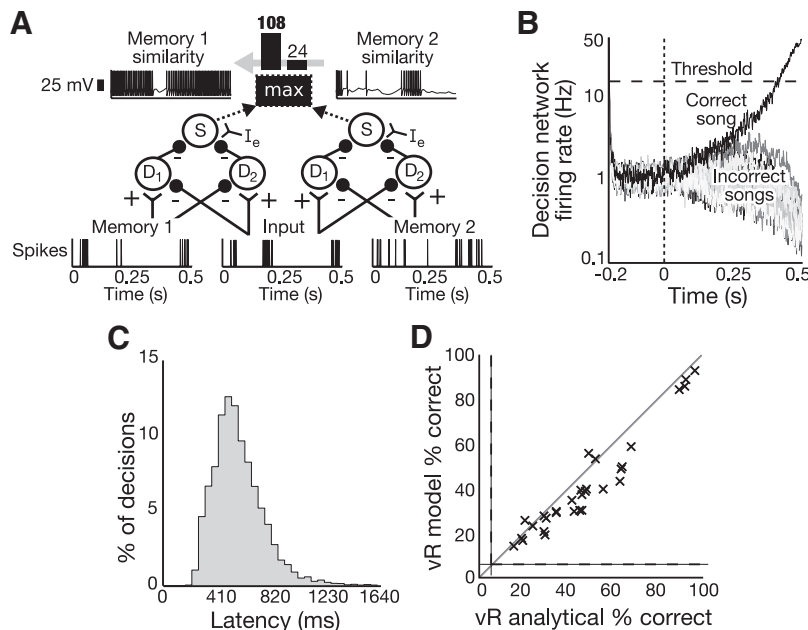 A
Memory 1 similarity
108
24
Memory 2 similarity
25 mV
max
S
I_e
S
I_e
D₁
D₂
D₁
D₂
+
-
-
-
-
+
+
-
-
-
-
+
Memory 1
Input
Memory 2
Spikes
0 0.25 0.5
0 0.25 0.5
0 0.25 0.5
Time (s)
Time (s)
Time (s)
B
Decision network
firing rate (Hz)
50
10
1
0.1
Threshold
Correct
song
Incorrect
songs
-0.2 0 0.25 0.5
Time (s)
C
% of decisions
15
10
5
0
0 410 820 1230 1640
Latency (ms)
D
vR model % correct
100
80
60
40
20
0
0 20 40 60 80 100
vR analytical % correct